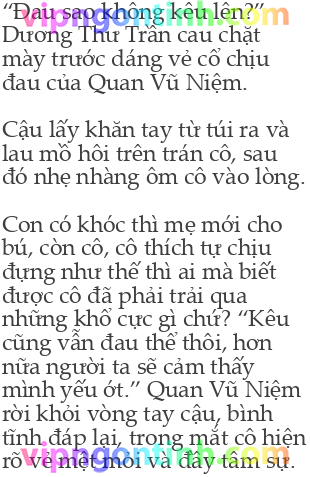 “Đau sao không kêu lên?”
Dương Thư Trần cau chặt
mày trước dáng vẻ cổ chịu
đau của Quan Vũ Niệm.
Cậu lấy khăn tay từ túi ra và
lau mồ hôi trên trán cô, sau
đó nhẹ nhàng ôm cô vào lòng.
Con có khóc thì mẹ mới cho
bú, còn cô, cô thích tự chịu
đựng như thế thì ai mà biết
được cô đã phải trải qua
những khổ cực gì chứ? “Kêu
cũng vẫn đau thể thôi, hơn
nữa người ta sẽ cảm thấy
mình yếu ớt.” Quan Vũ Niệm
rời khỏi vòng tay cậu, bình
tĩnh đáp lại, trong mắt cô hiện
rõ vẻ mệt mỏi và đầy tâm sự.
vipngontinh.com
vipngontinh.com